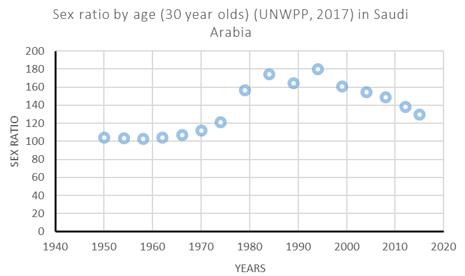 Sex ratio by age (30 year olds) (UNWPP, 2017) in Saudi
Arabia
200
180
160
140
120
100
80
60
40
20
0
SEX RATIO
1940 1950 1960 1970 1980 1990 2000 2010 2020
YEARS